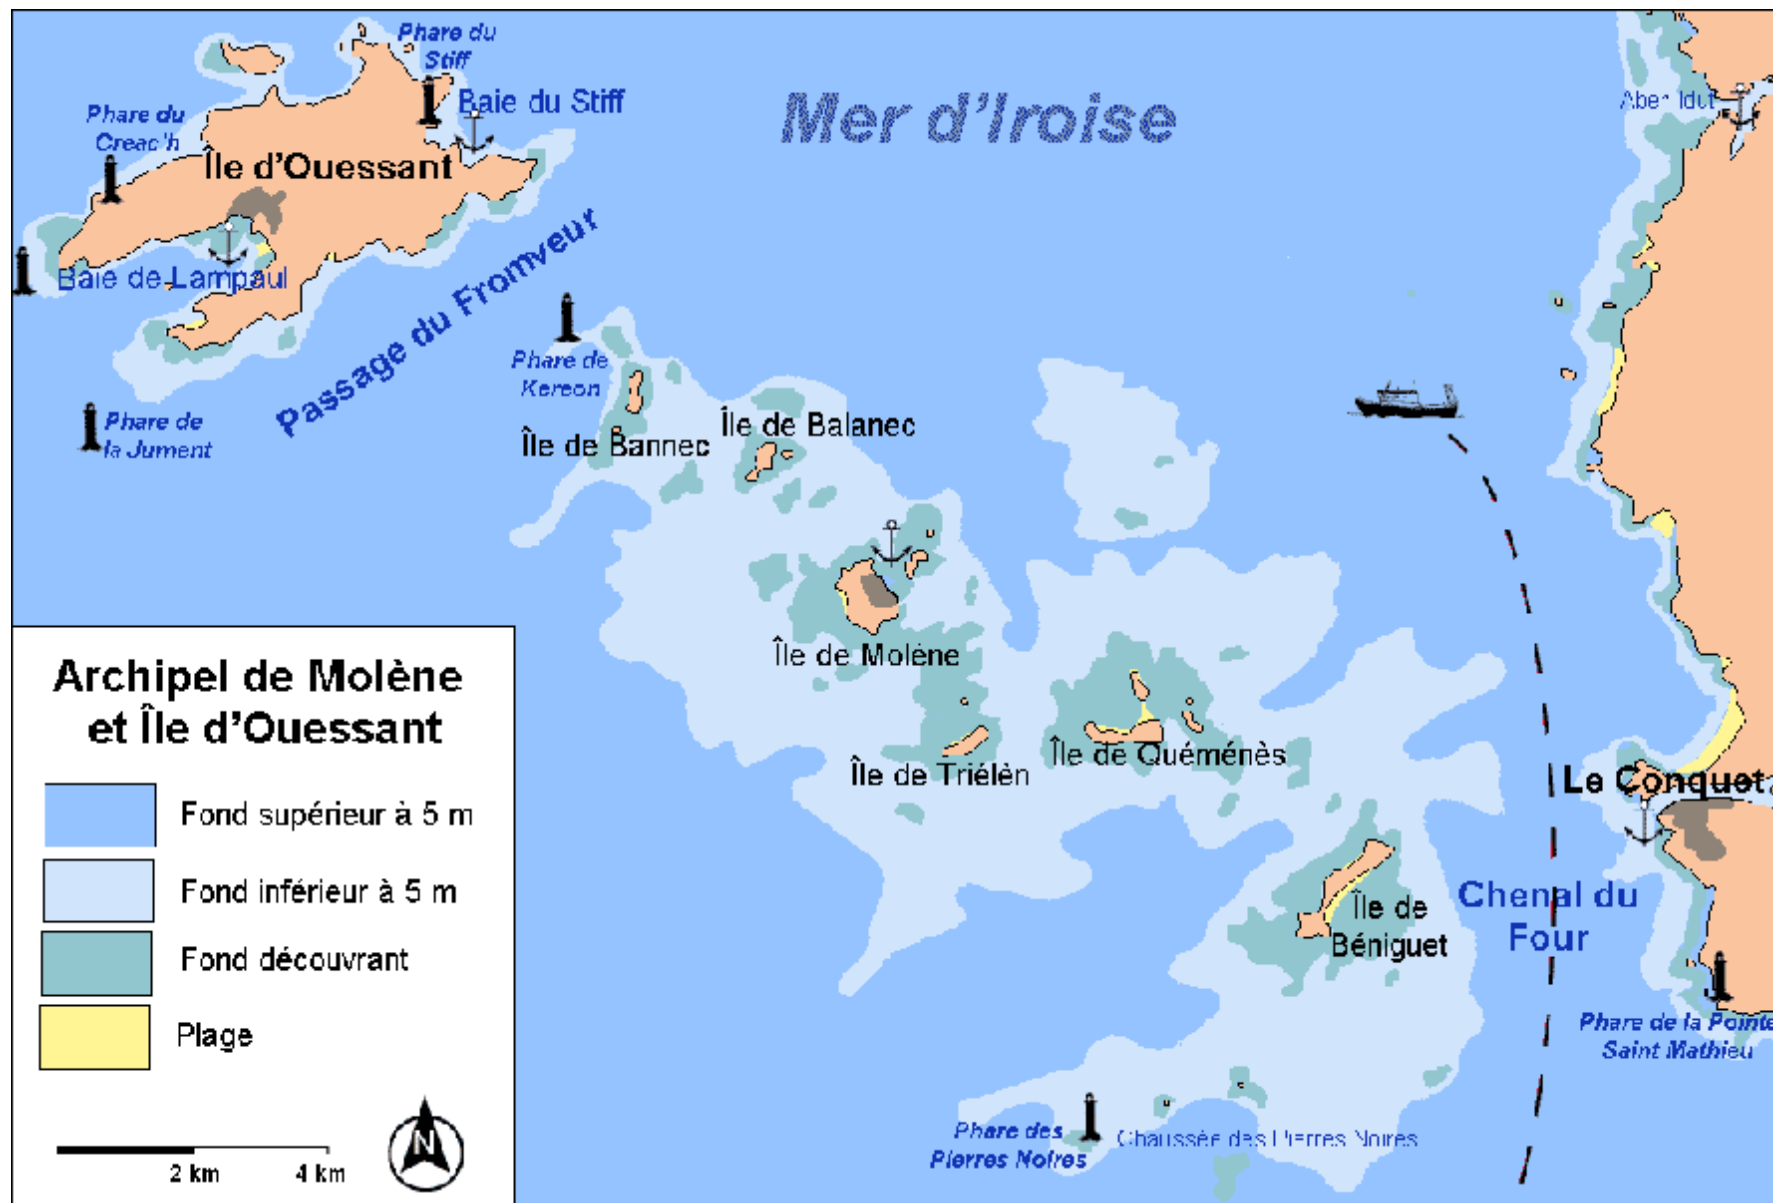 Phare du
Stiff
Baie du Stiff
Phare du
Creac'h
Île d'Ouessant
Mer d'Iroise
Aber Idut
Baie de Lampaul
Passage du Fromveur
Phare de
Kereon
Phare de
la Jument
Île de Bannec
Île de Balanec
Île de Molène
Île de Triélèn
Île de Quéménès
Le Conquet
Île de
Béniguet
Chenal du
Four
Phare de la Pointe
Saint Mathieu
Phare des
Pierres Noires
Chaussée des Pierres Noires
Archipel de Molène
et Île d'Ouessant
Fond supérieur à 5 m
Fond inférieur à 5 m
Fond découvrant
Plage
2 km
4 km
N